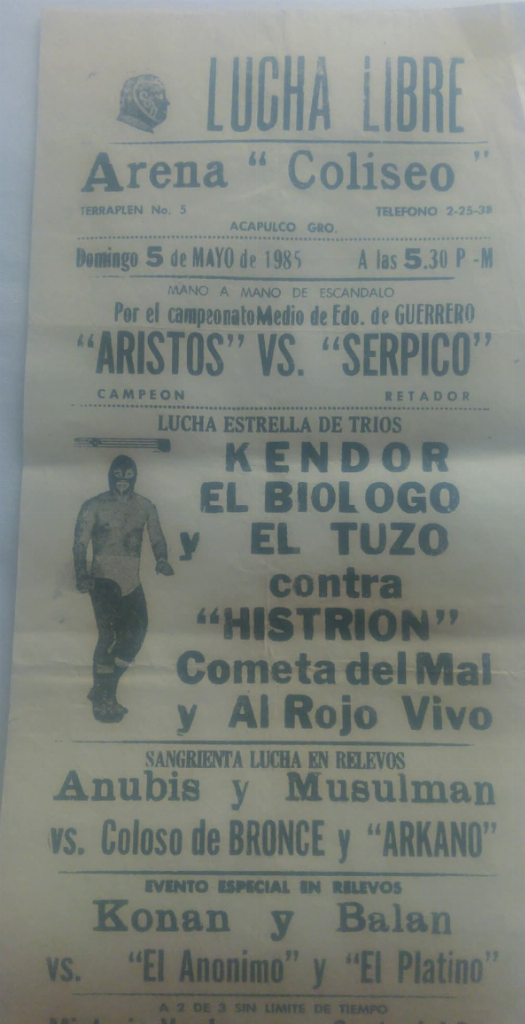 LUCHA LIBRE
Arena " Coliseo "
TERRAPLEN No. 5 TELEFONO 2-25-38
ACAPULCO GRO.
Domingo 5 de MAYO de 1985 A las 5.30 P -M
MANO A MANO DE ESCANDALO
Por el campeonato Medio de Edo. de GUERRERO
"ARISTOS" VS. "SERPICO"
CAMPEON RETADOR
LUCHA ESTRELLA DE TRIOS
KENDOR
EL BIOLOGO
y EL TUZO
contra
"HISTRION"
Cometa del Mal
y Al Rojo Vivo
SANGRIENTA LUCHA EN RELEVOS
Anubis y Musulman
vs. Coloso de BRONCE y "ARKANO"
EVENTO ESPECIAL EN RELEVOS
Konan y Balan
vs. "El Anonimo" y "El Platino"
A 2 DE 3 SIN LIMITE DE TIEMPO